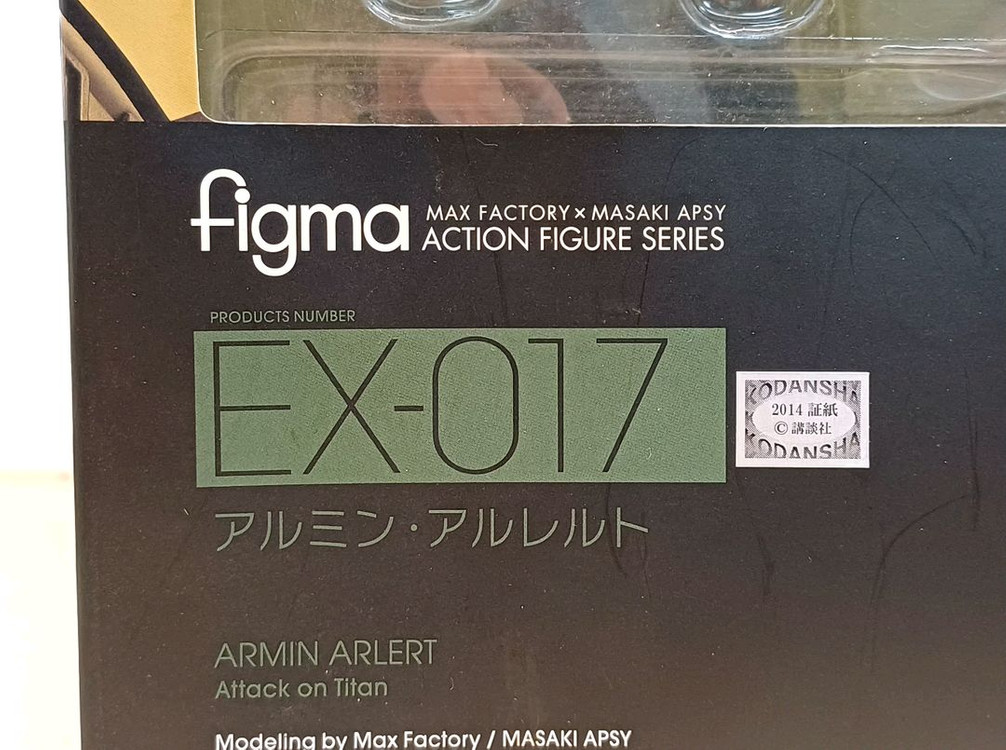 figma
MAX FACTORY×MASAKI APSY
ACTION FIGURE SERIES
PRODUCTS NUMBER
EX-017
KODANSHA
2014 証紙
©講談社
KODANSHA
アルミン・アルレルト
ARMIN ARLERT
Attack on Titan
Modeling by Max Factory / MASAKI APSY